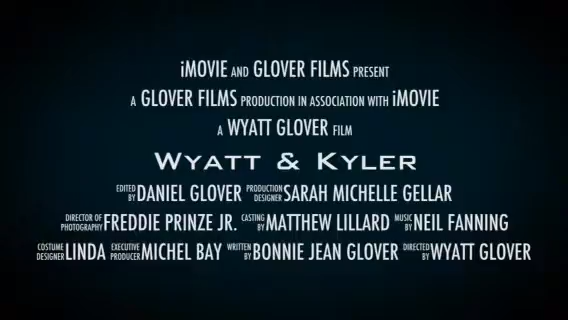 iMOVIE AND GLOVER FILMS PRESENT
A GLOVER FILMS PRODUCTION IN ASSOCIATION WITH iMOVIE
A WYATT GLOVER FILM
WYATT & KYLER
EDITED BY DANIEL GLOVER PRODUCTION DESIGNER SARAH MICHELLE GELLAR
DIRECTOR OF PHOTOGRAPHY FREDDIE PRINZE JR. CASTING BY MATTHEW LILLARD MUSIC BY NEIL FANNING
COSTUME DESIGNER LINDA EXECUTIVE PRODUCER MICHEL BAY WRITTEN BY BONNIE JEAN GLOVER DIRECTED BY WYATT GLOVER